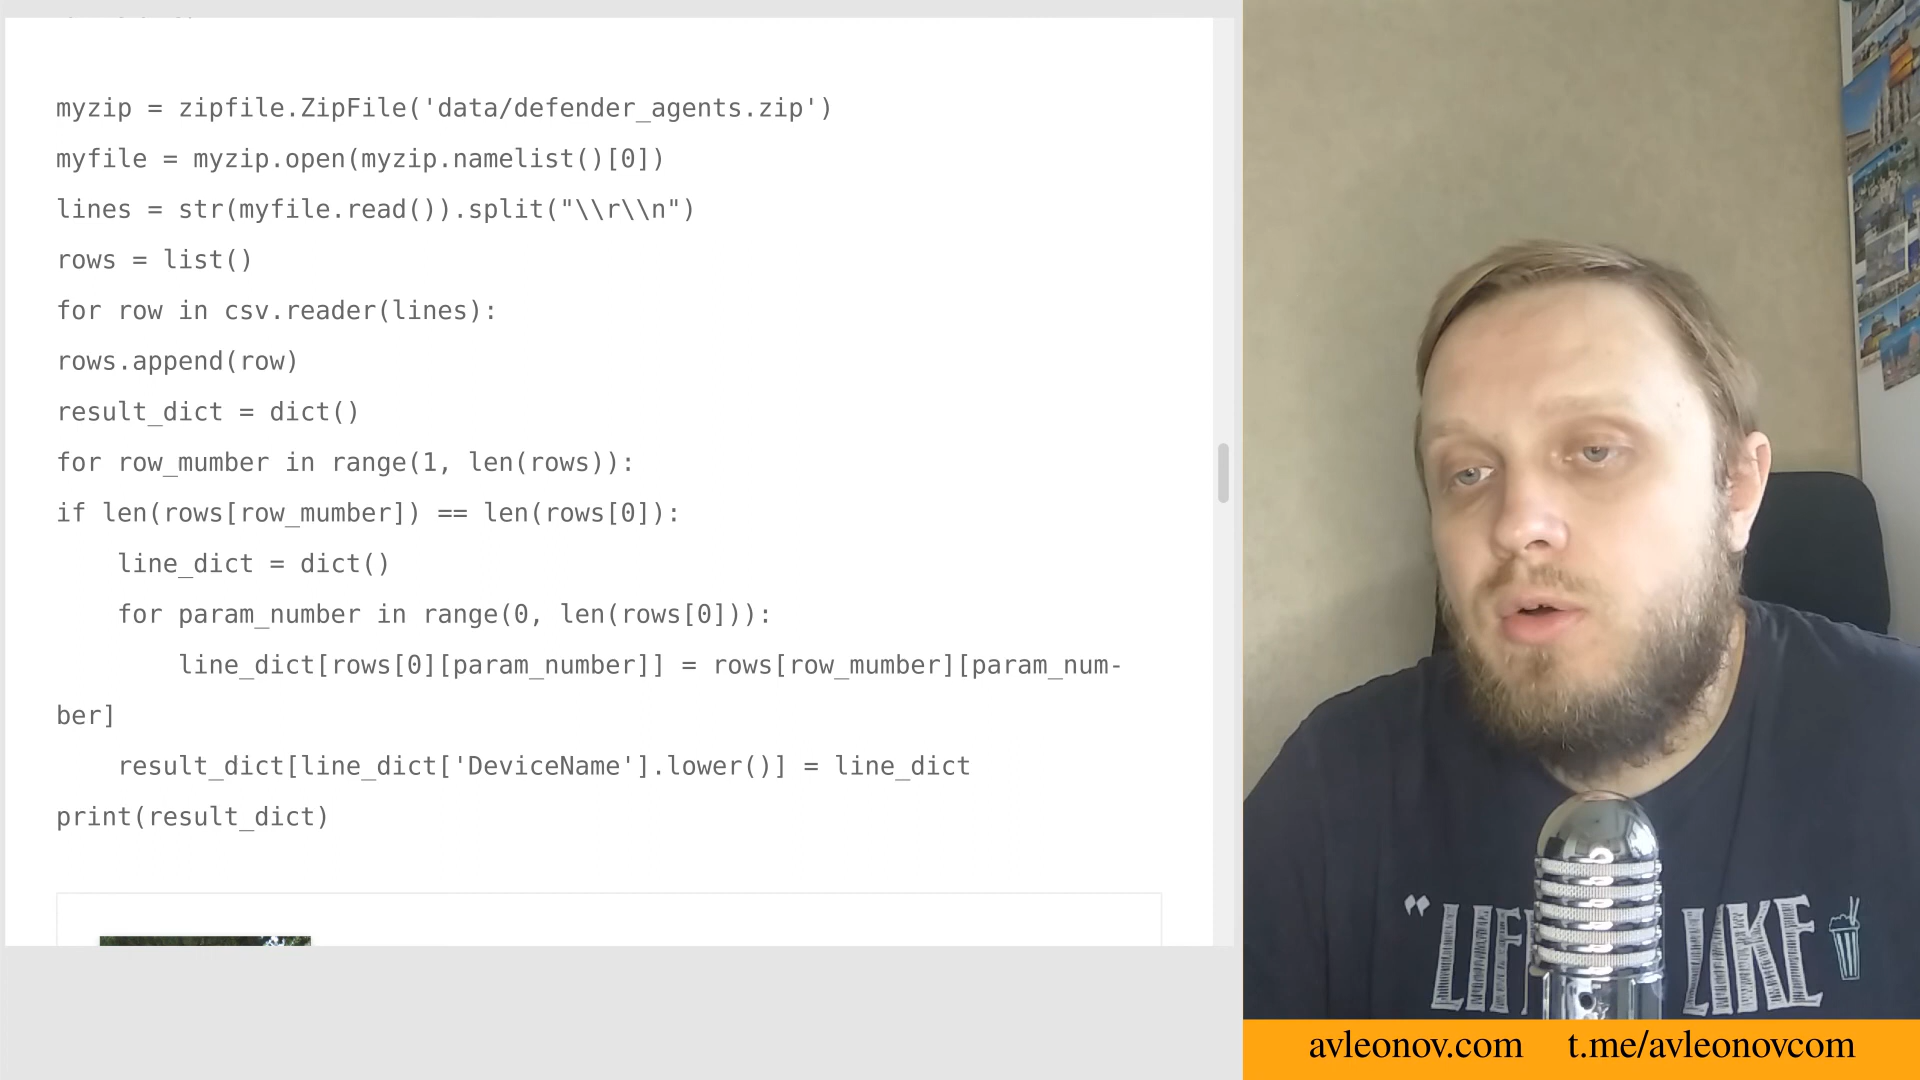 myzip = zipfile.ZipFile('data/defender_agents.zip')
myfile = myzip.open(myzip.namelist()[0])
lines = str(myfile.read()).split("\\r\\n")
rows = list()
for row in csv.reader(lines):
rows.append(row)
result_dict = dict()
for row_mumber in range(1, len(rows)):
if len(rows[row_mumber]) == len(rows[0]):
    line_dict = dict()
    for param_number in range(0, len(rows[0])):
        line_dict[rows[0][param_number]] = rows[row_mumber][param_num-
ber]
    result_dict[line_dict['DeviceName'].lower()] = line_dict
print(result_dict)
"LIF LIKE
avleonov.com t.me/avleonovcom